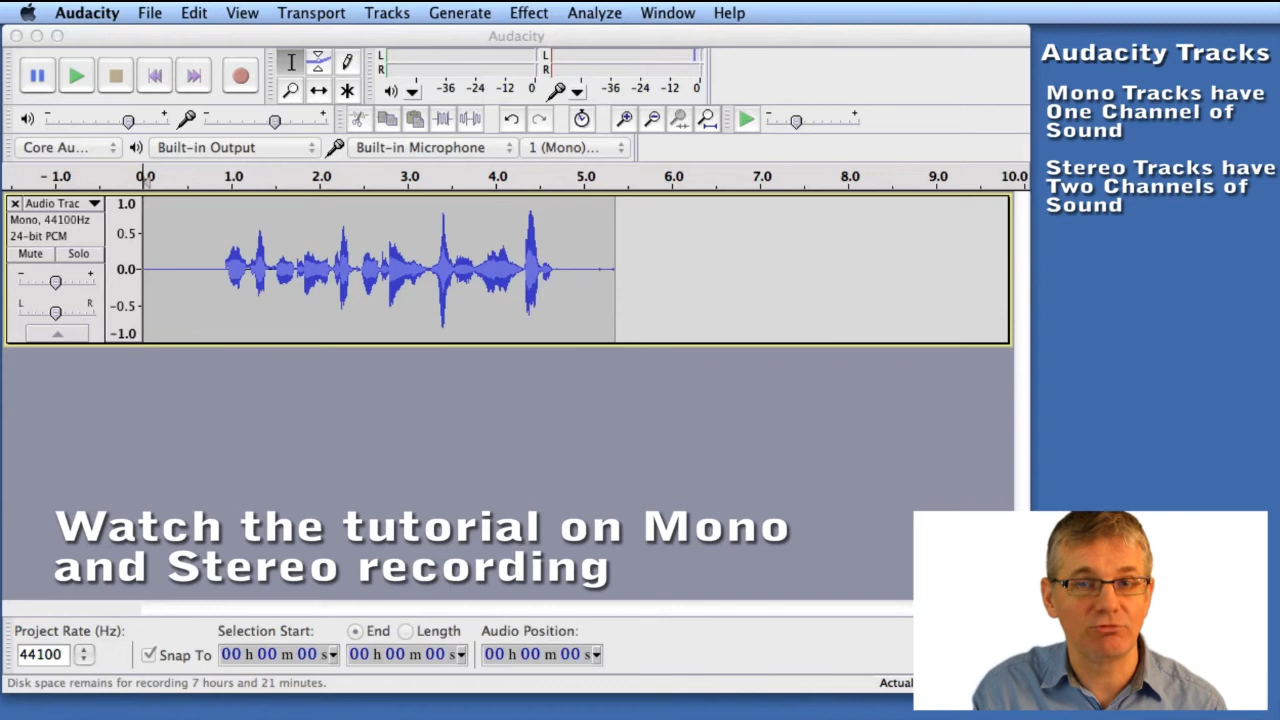 Audacity File Edit View Transport Tracks Generate Effect Analyze Window Help
Audacity
L
R
-36 -24 -12 0
L
R
-36 -24 -12 0
- +
- +
- +
Core Au... Built-in Output Built-in Microphone 1 (Mono)...
- 1.0 0.0 1.0 2.0 3.0 4.0 5.0 6.0 7.0 8.0 9.0 10.0
Audio Trac
Mono, 44100Hz
24-bit PCM
Mute Solo
- +
L R
1.0
0.5
0.0
-0.5
-1.0
Audacity Tracks
Mono Tracks have
One Channel of
Sound
Stereo Tracks have
Two Channels of
Sound
Watch the tutorial on Mono
and Stereo recording
Project Rate (Hz): Selection Start: End Length Audio Position:
44100 Snap To 00 h 00 m 00 s 00 h 00 m 00 s 00 h 00 m 00 s
Disk space remains for recording 7 hours and 21 minutes. Actual